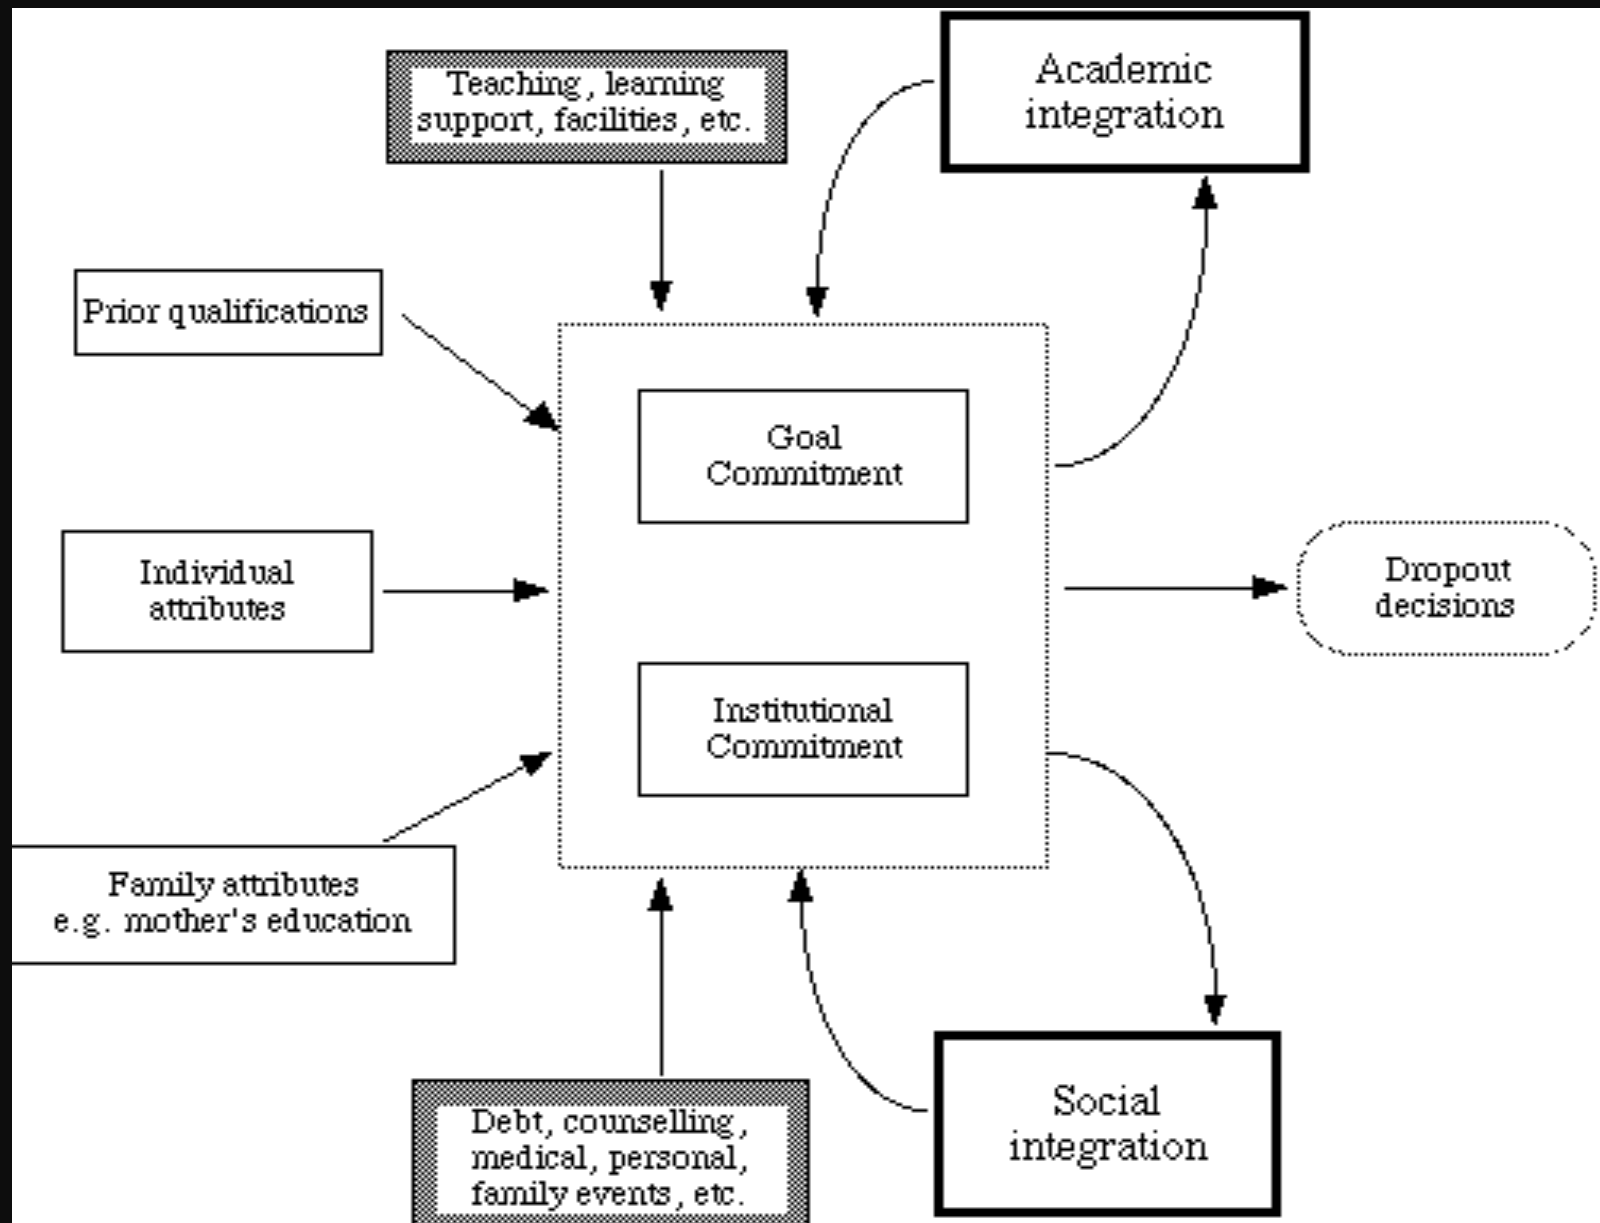 Teaching, learning
support, facilities, etc.
Academic
integration
Prior qualifications
Goal
Commitment
Individual
attributes
Dropout
decisions
Institutional
Commitment
Family attributes
e.g. mother's education
Debt, counselling,
medical, personal,
family events, etc.
Social
integration